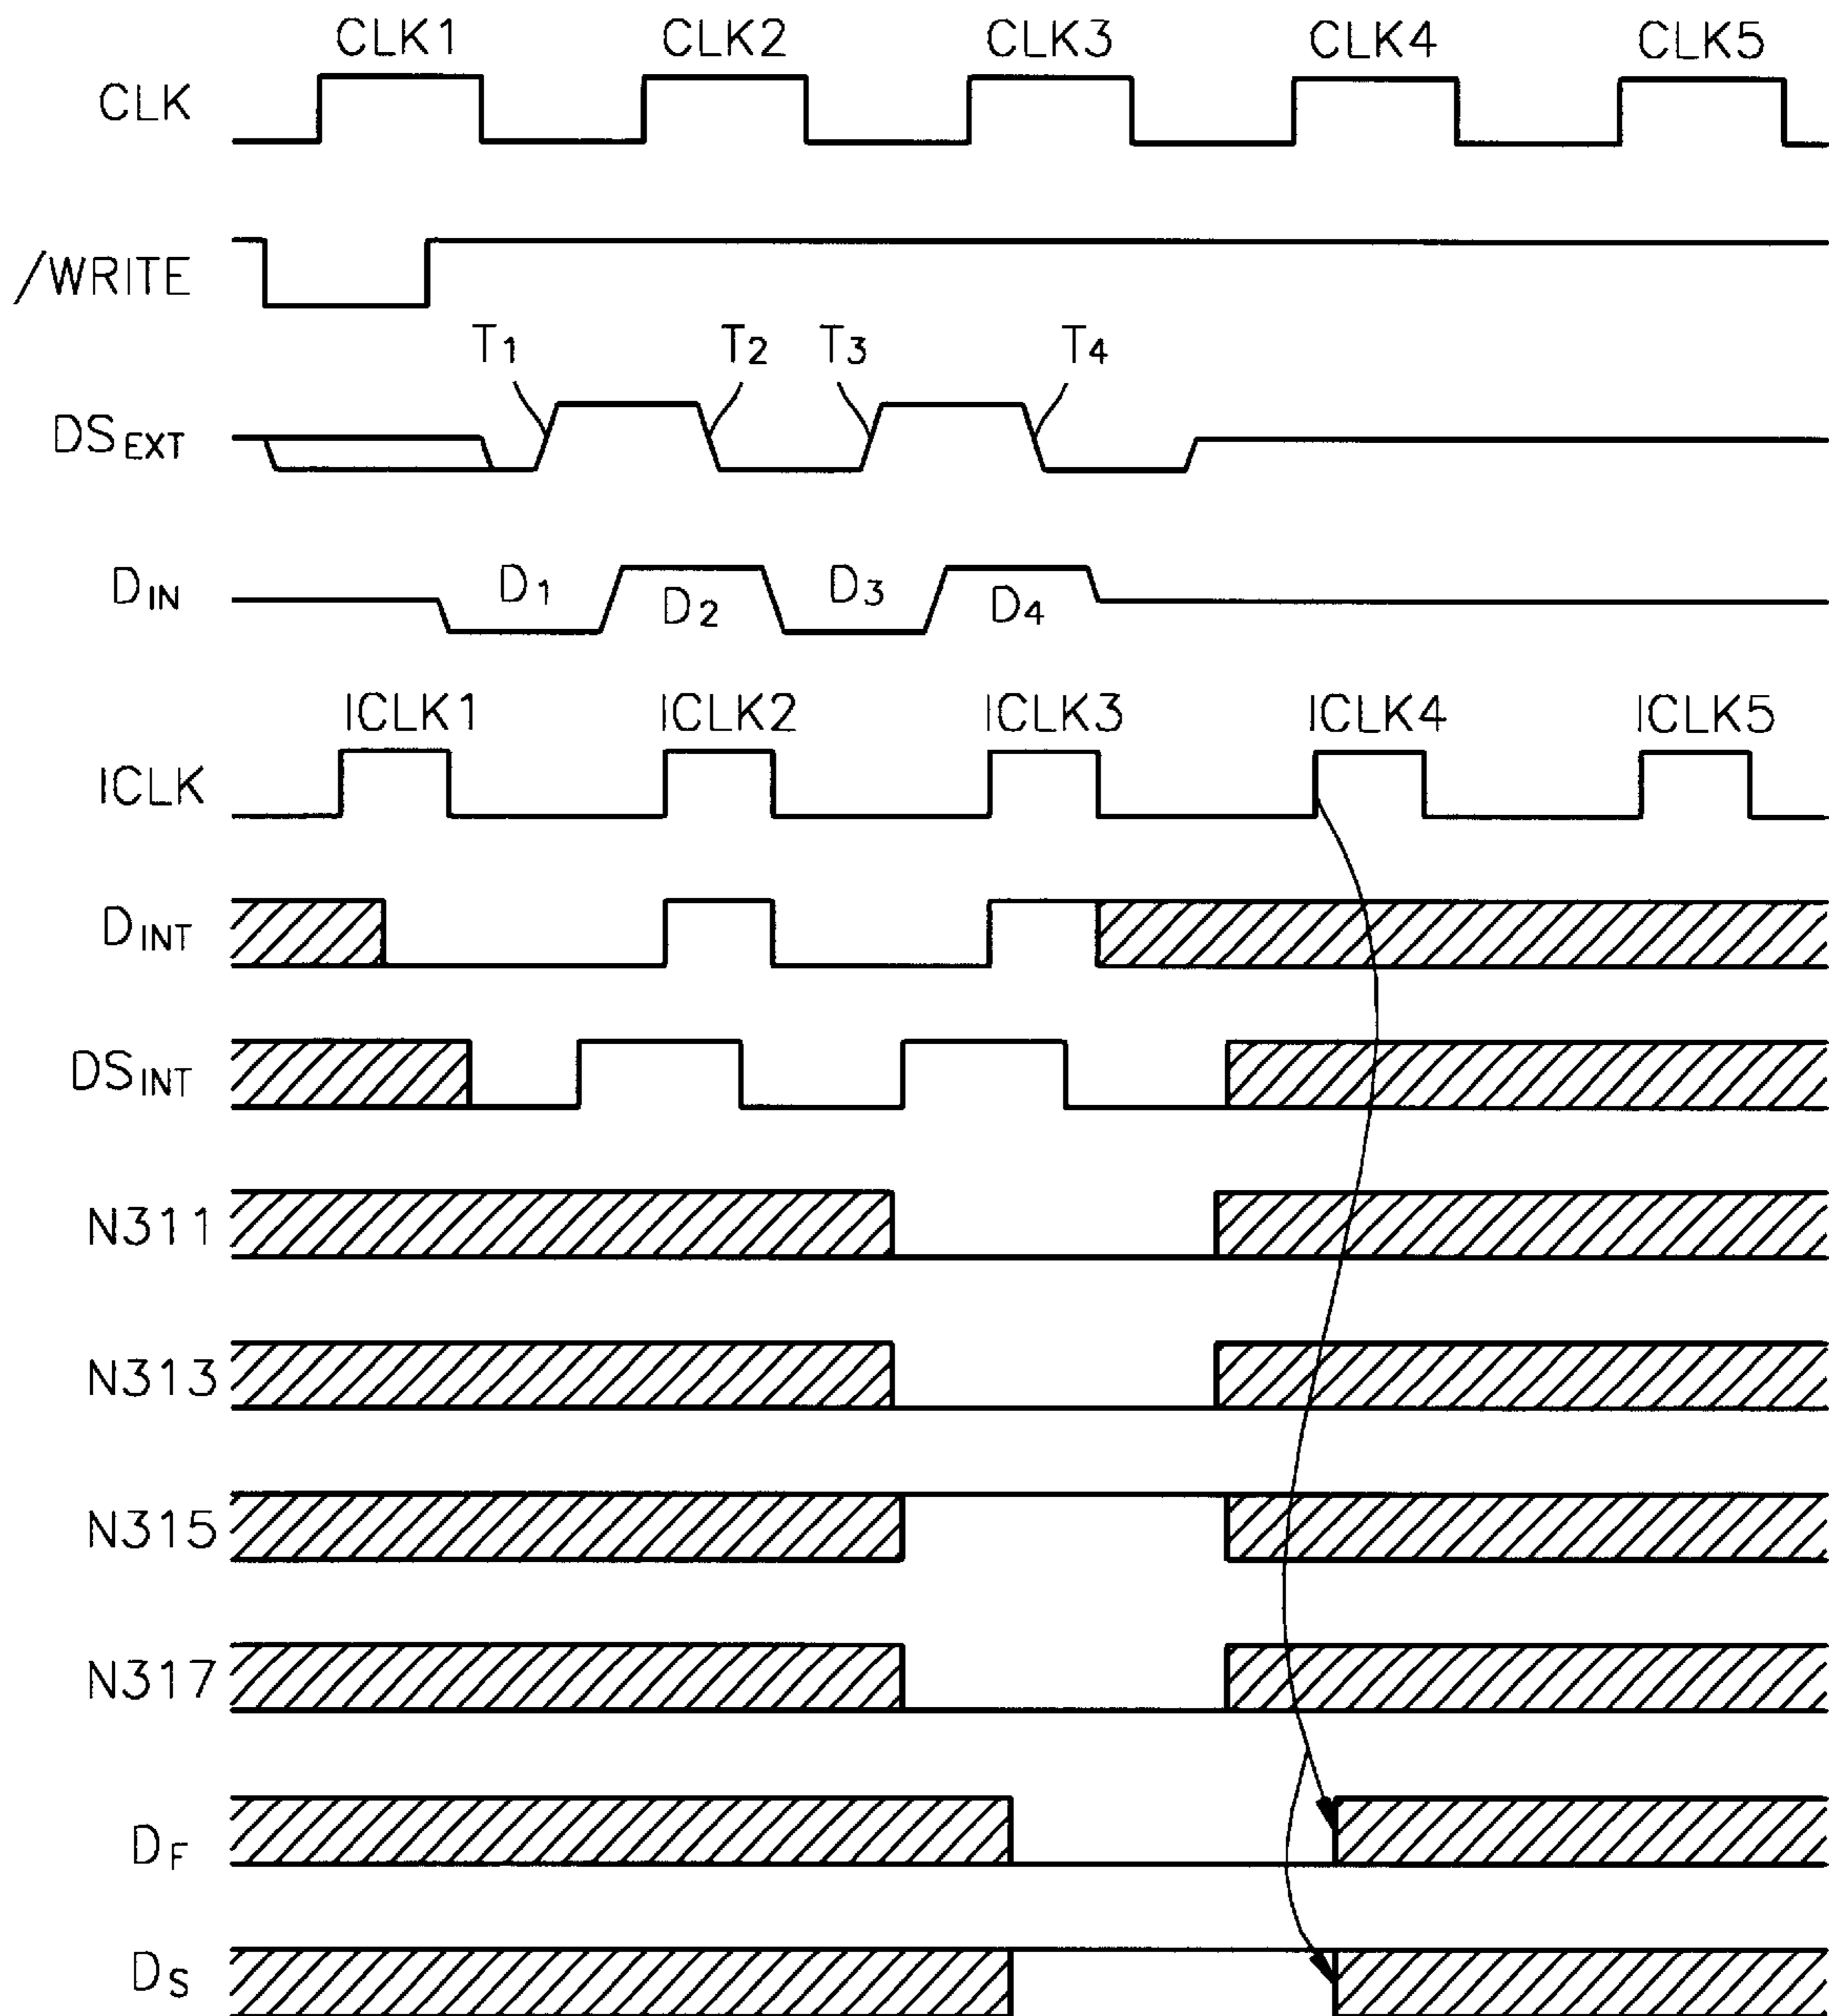 CLK1 CLK2 CLK3 CLK4 CLK5
CLK
/WRITE
T1 T2 T3 T4
DSEXT
DIN D1 D2 D3 D4
ICLK1 ICLK2 ICLK3 ICLK4 ICLK5
ICLK
DINT
DSINT
N311
N313
N315
N317
DF
DS